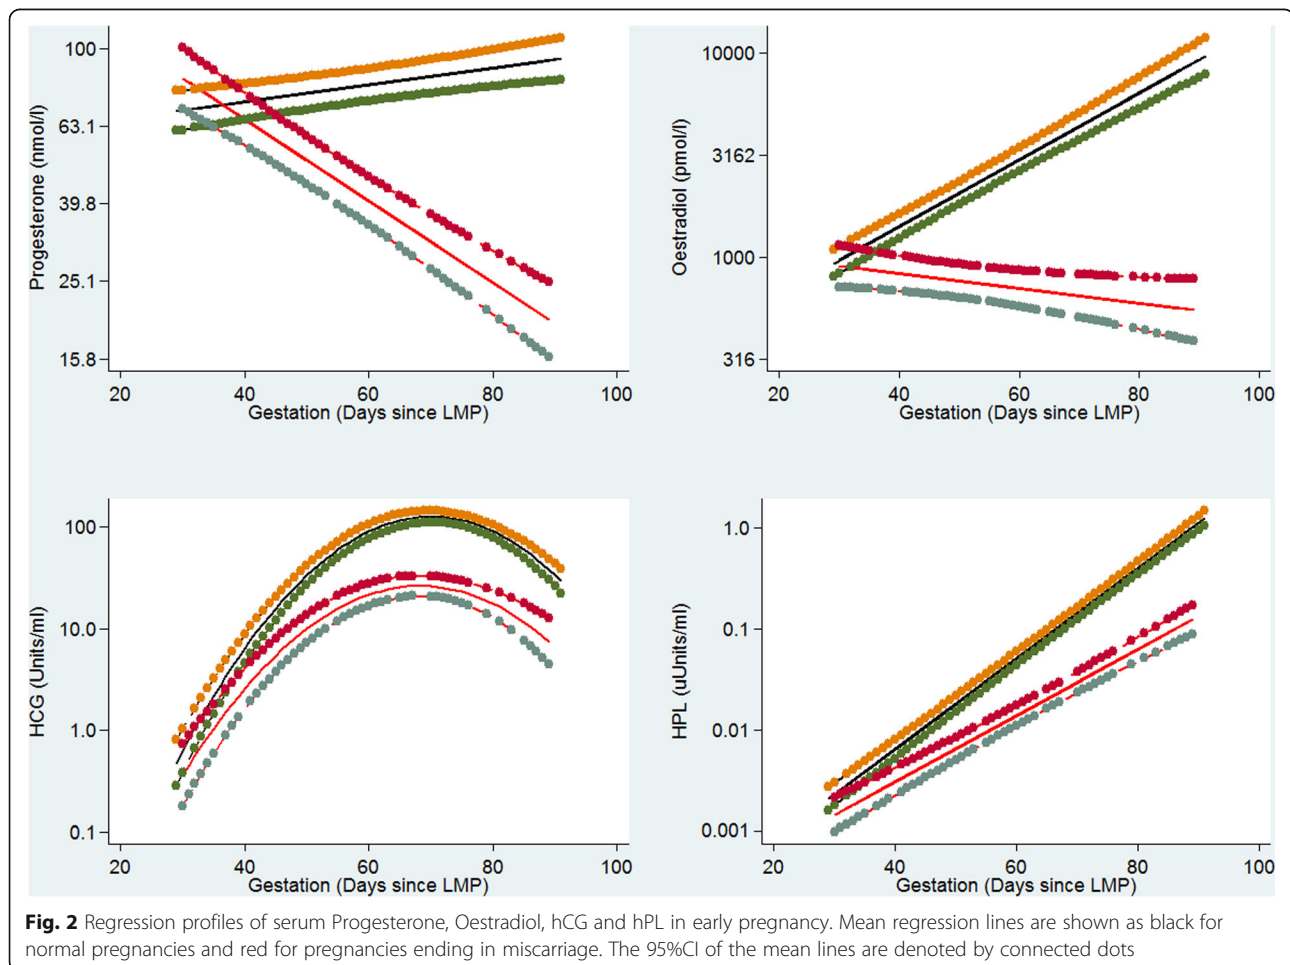 Progesterone (nmol/l)
100
63.1
39.8
25.1
15.8
20 40 60 80 100
Gestation (Days since LMP)
Oestradiol (pmol/l)
10000
3162
1000
316
20 40 60 80 100
Gestation (Days since LMP)
HCG (Units/ml)
100
10.0
1.0
0.1
20 40 60 80 100
Gestation (Days since LMP)
HPL (uUnits/ml)
1.0
0.1
0.01
0.001
20 40 60 80 100
Gestation (Days since LMP)
Fig. 2 Regression profiles of serum Progesterone, Oestradiol, hCG and hPL in early pregnancy. Mean regression lines are shown as black for
normal pregnancies and red for pregnancies ending in miscarriage. The 95%CI of the mean lines are denoted by connected dots